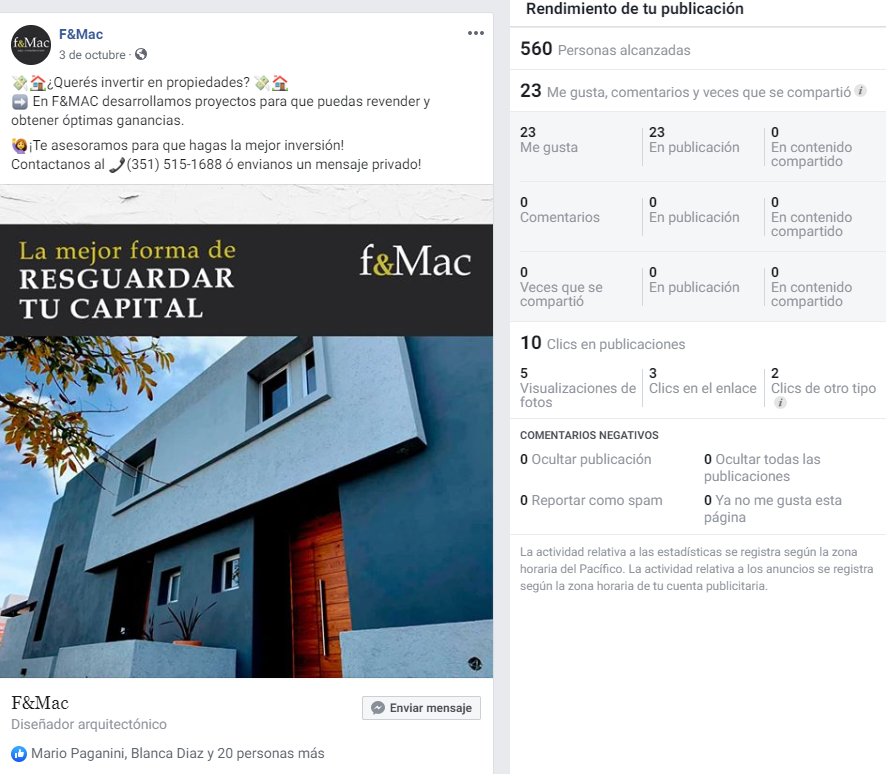 f&Mac
F&Mac
3 de octubre ·
¿Querés invertir en propiedades?
En F&MAC desarrollamos proyectos para que puedas revender y
obtener óptimas ganancias.
¡Te asesoramos para que hagas la mejor inversión!
Contactanos al (351) 515-1688 ó envianos un mensaje privado!
La mejor forma de
RESGUARDAR
TU CAPITAL
f&Mac
F&Mac
Diseñador arquitectónico
Enviar mensaje
Mario Paganini, Blanca Diaz y 20 personas más
Rendimiento de tu publicación
560 Personas alcanzadas
23 Me gusta, comentarios y veces que se compartió
23
Me gusta
23
En publicación
0
En contenido
compartido
0
Comentarios
0
En publicación
0
En contenido
compartido
0
Veces que se
compartió
0
En publicación
0
En contenido
compartido
10 Clics en publicaciones
5
Visualizaciones de
fotos
3
Clics en el enlace
2
Clics de otro tipo
COMENTARIOS NEGATIVOS
0 Ocultar publicación
0 Ocultar todas las
publicaciones
0 Reportar como spam
0 Ya no me gusta esta
página
La actividad relativa a las estadísticas se registra según la zona
horaria del Pacífico. La actividad relativa a los anuncios se registra
según la zona horaria de tu cuenta publicitaria.